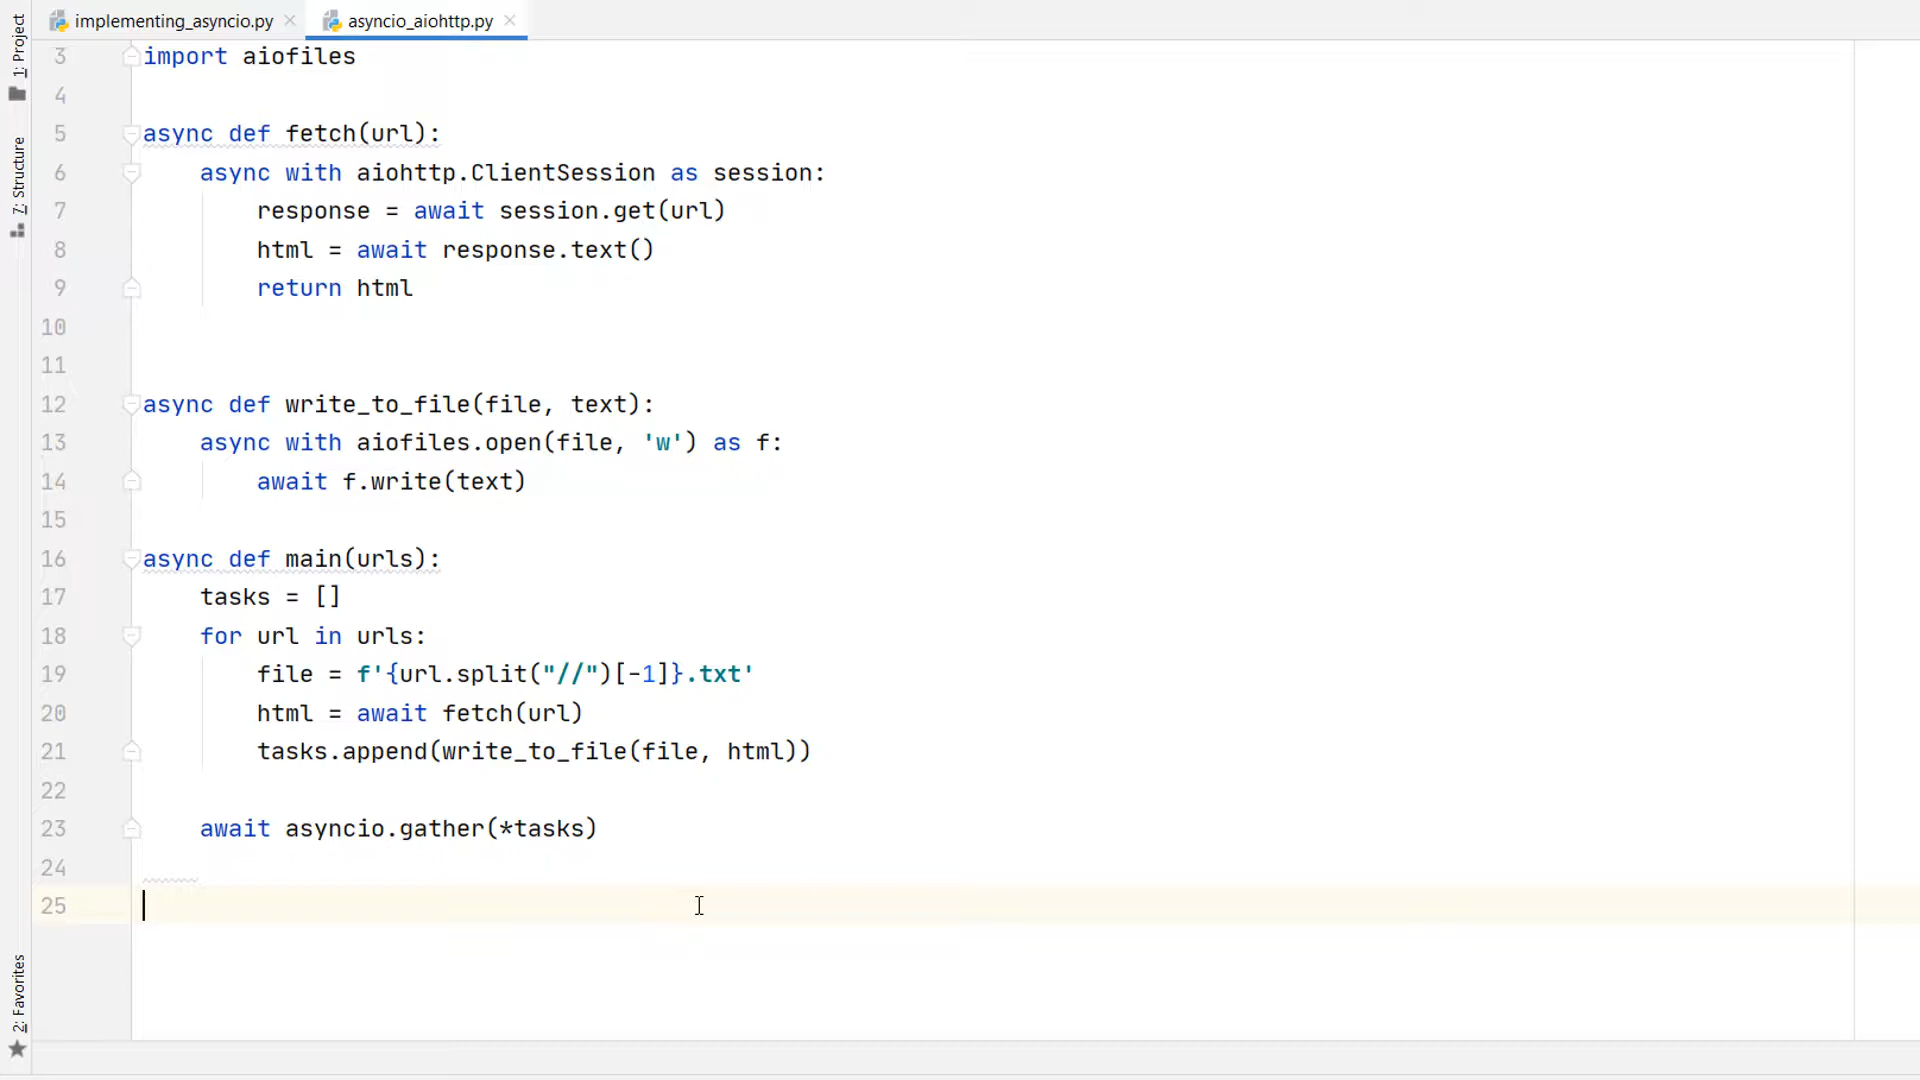 implementing_asyncio.py
asyncio_aiohttp.py
1: Project
7: Structure
2: Favorites
3 import aiofiles
4
5 async def fetch(url):
6     async with aiohttp.ClientSession as session:
7         response = await session.get(url)
8         html = await response.text()
9         return html
10
11
12 async def write_to_file(file, text):
13     async with aiofiles.open(file, 'w') as f:
14         await f.write(text)
15
16 async def main(urls):
17     tasks = []
18     for url in urls:
19         file = f'{url.split("//")[-1]}.txt'
20         html = await fetch(url)
21         tasks.append(write_to_file(file, html))
22
23     await asyncio.gather(*tasks)
24
25